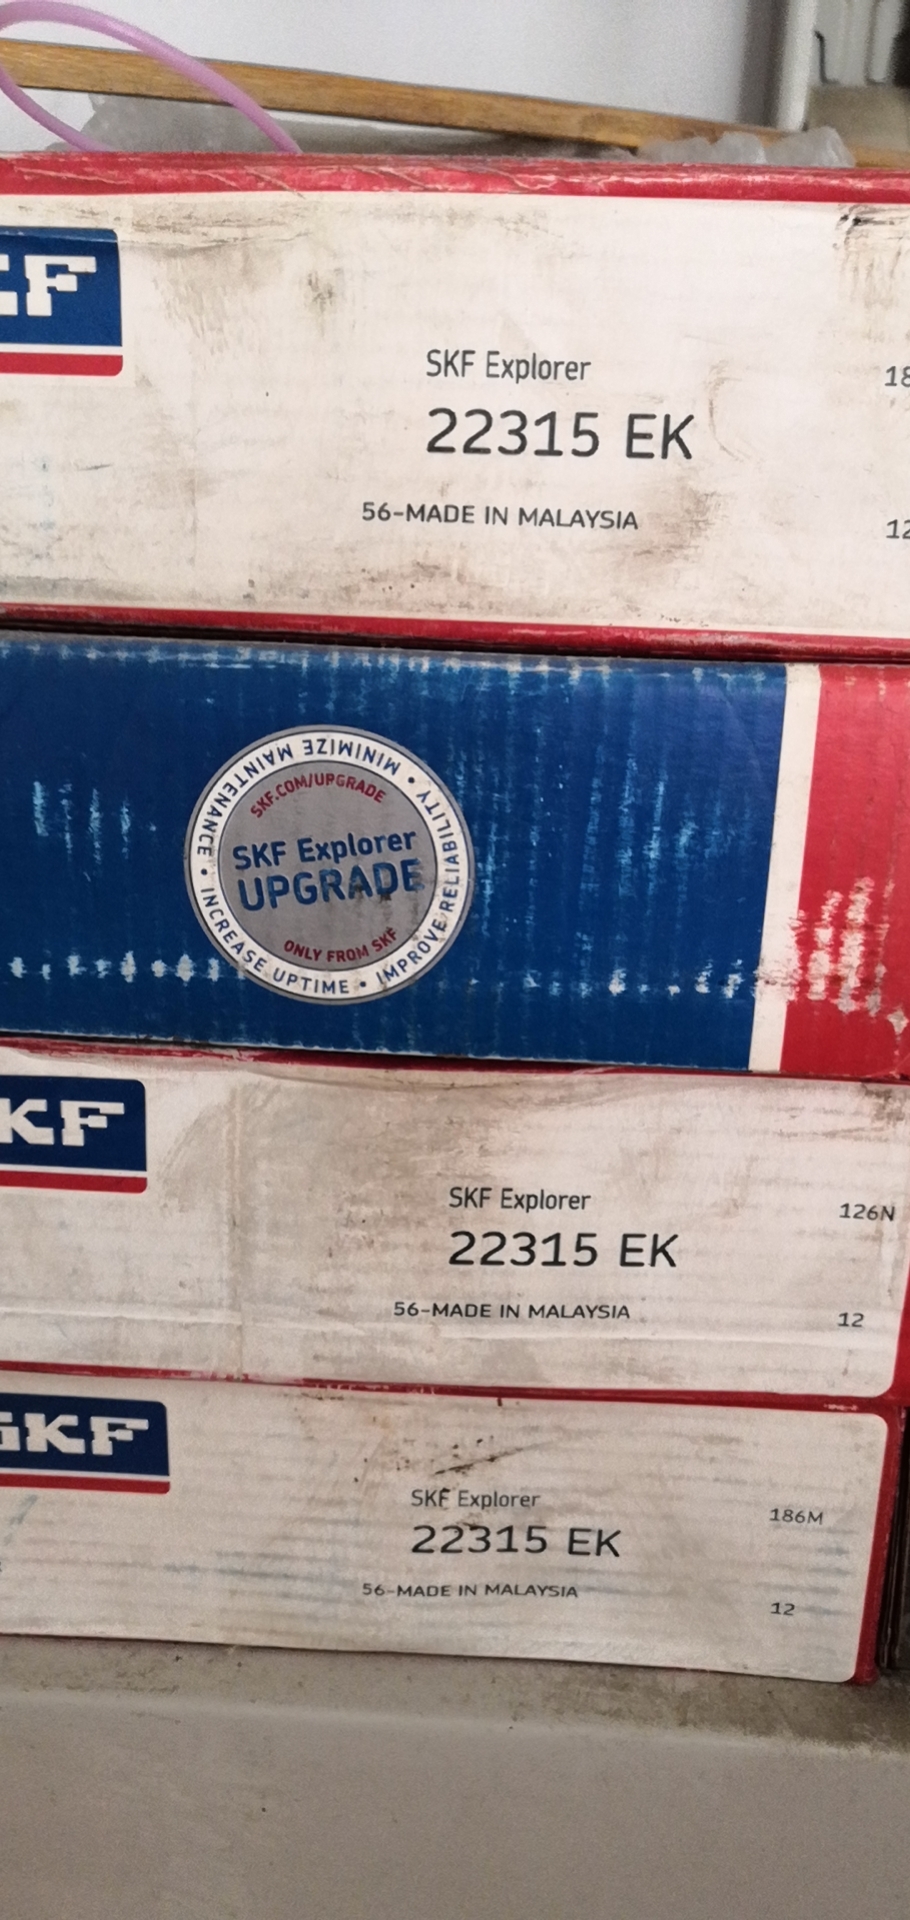 SKF Explorer
22315 EK
56-MADE IN MALAYSIA
MINIMIZE MAINTENANCE • INCREASE UPTIME • IMPROVE RELIABILITY •
SKF.COM/UPGRADE
SKF Explorer
UPGRADE
ONLY FROM SKF
SKF Explorer
22315 EK
56-MADE IN MALAYSIA
126N
12
SKF
SKF Explorer
22315 EK
56-MADE IN MALAYSIA
186M
12